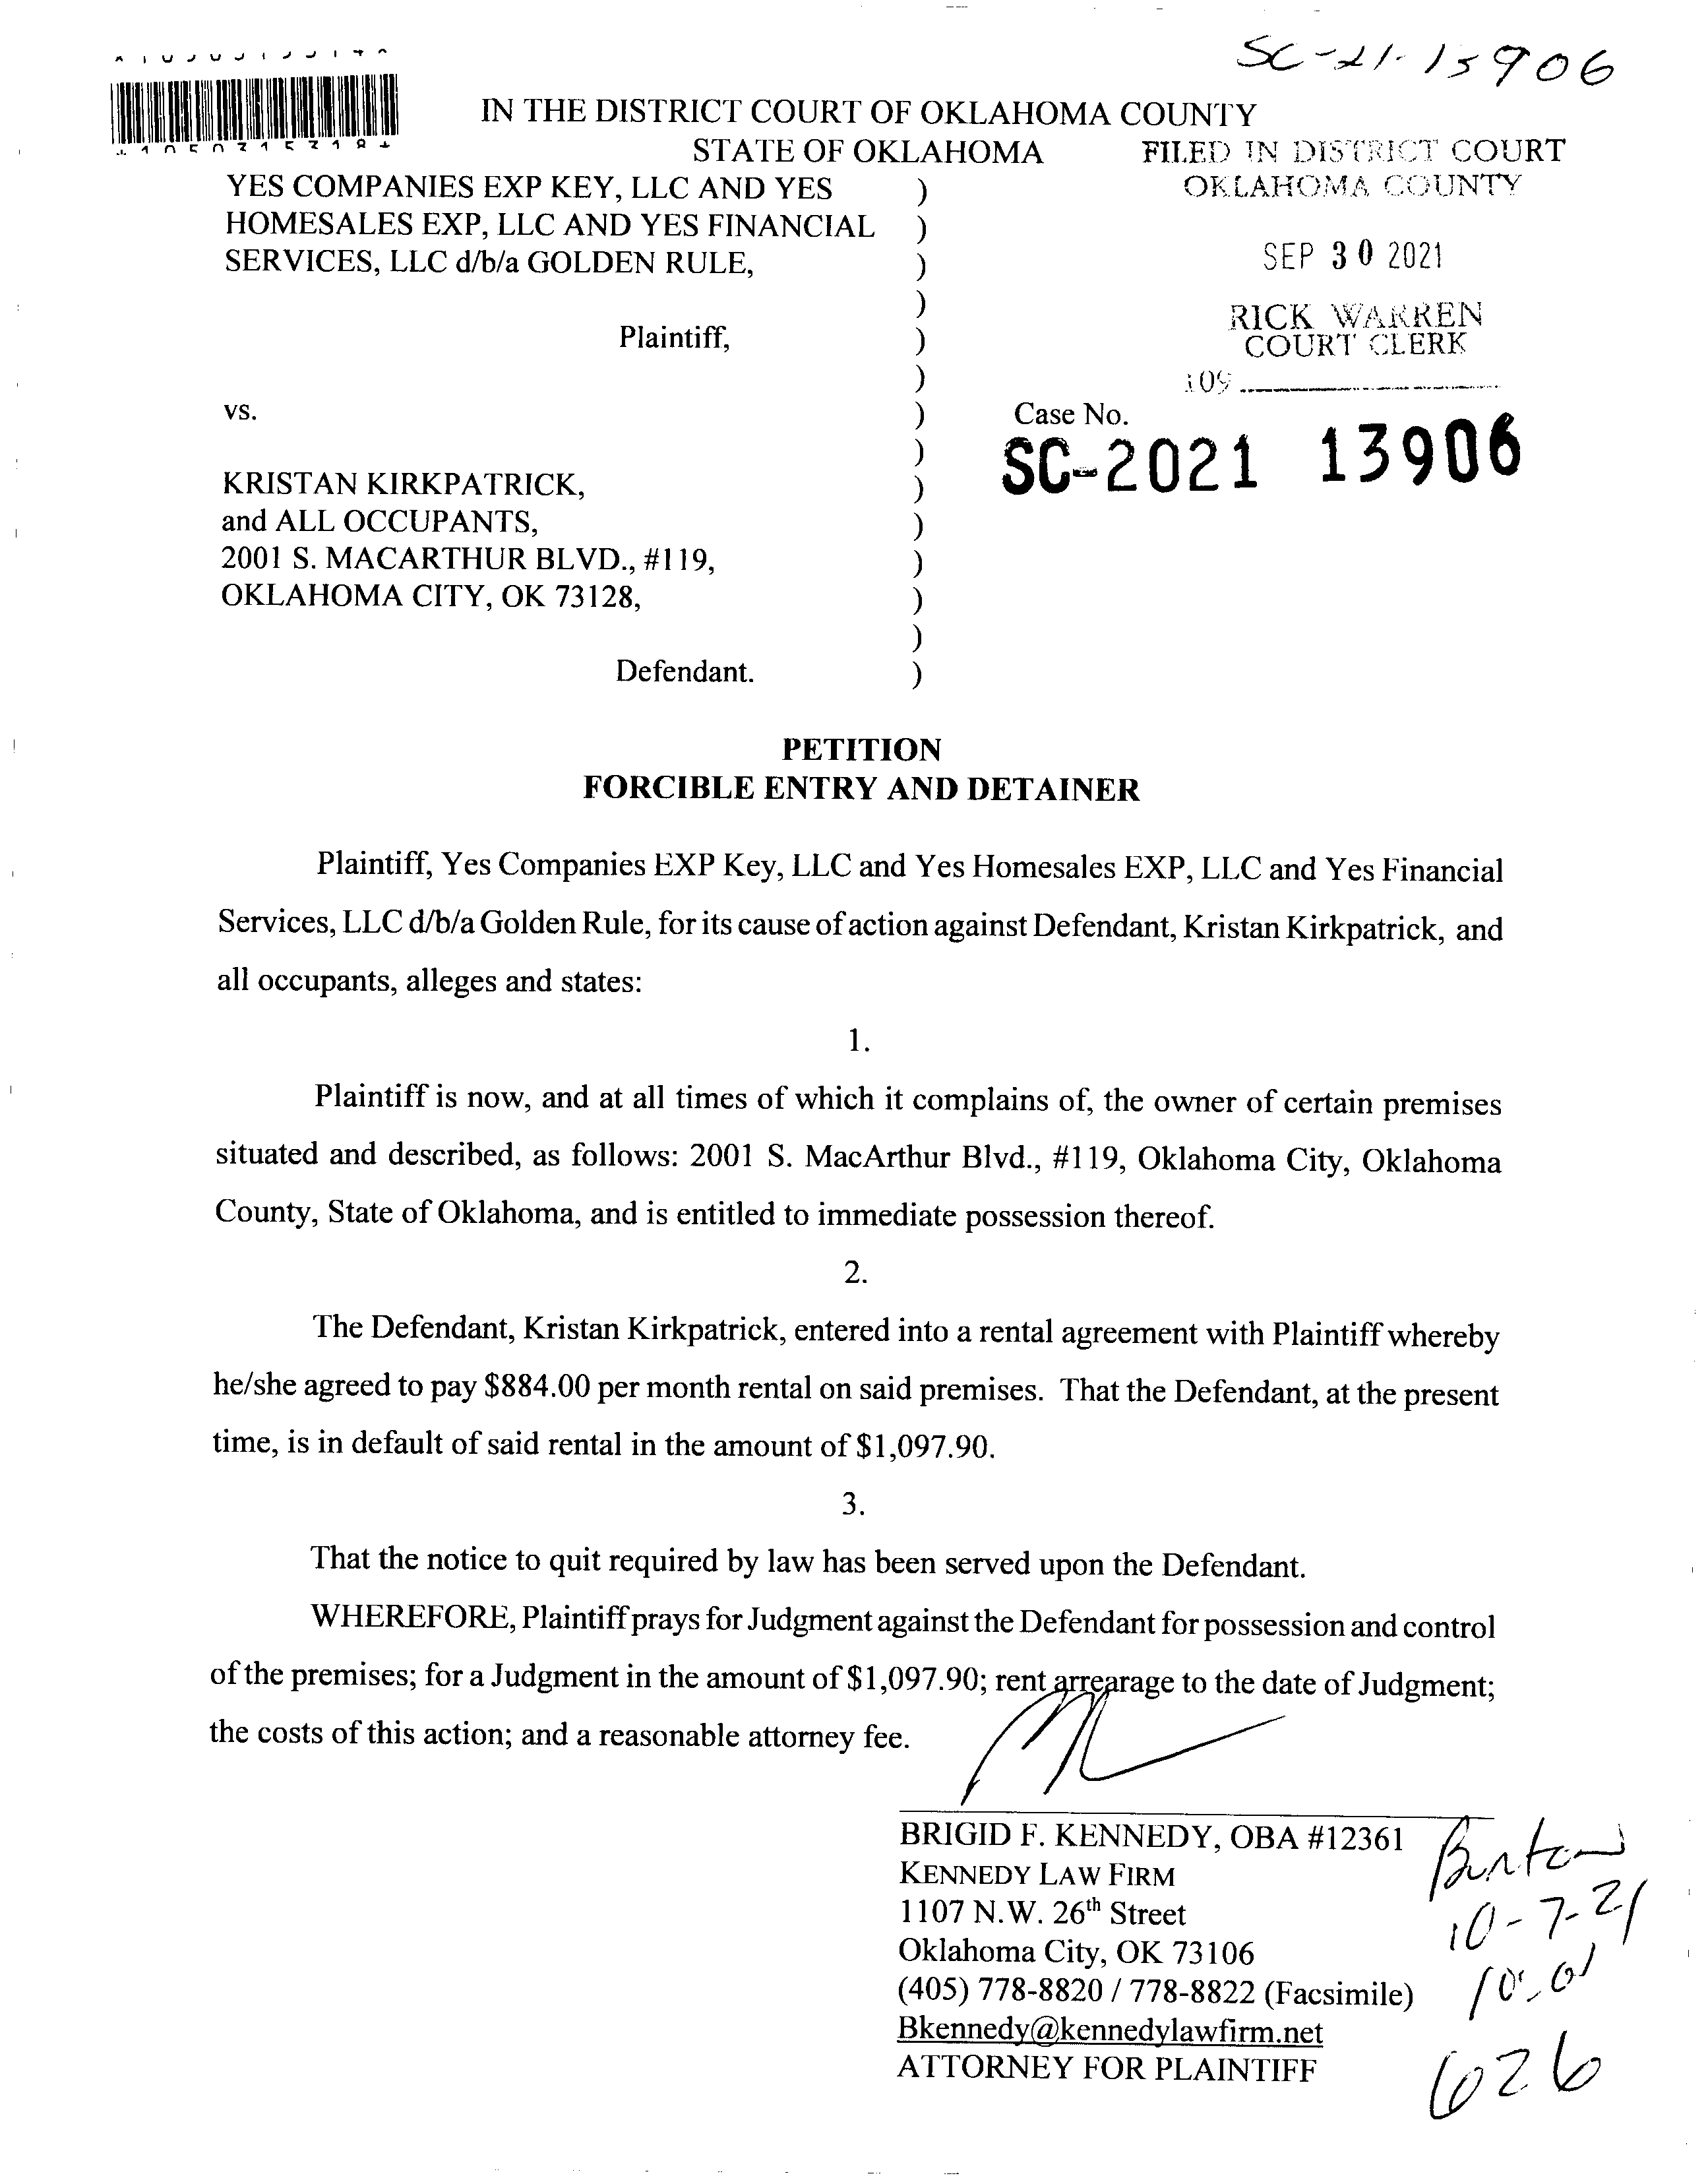 SC-21-13906
IN THE DISTRICT COURT OF OKLAHOMA COUNTY
STATE OF OKLAHOMA
FILED IN DISTRICT COURT
OKLAHOMA COUNTY
SEP 30 2021
RICK WARREN
COURT CLERK
109
YES COMPANIES EXP KEY, LLC AND YES )
HOMESALES EXP, LLC AND YES FINANCIAL )
SERVICES, LLC d/b/a GOLDEN RULE, )
)
Plaintiff, )
)
vs. ) Case No.
) SC-2021 13906
KRISTAN KIRKPATRICK, )
and ALL OCCUPANTS, )
2001 S. MACARTHUR BLVD., #119, )
OKLAHOMA CITY, OK 73128, )
)
Defendant. )
PETITION
FORCIBLE ENTRY AND DETAINER
Plaintiff, Yes Companies EXP Key, LLC and Yes Homesales EXP, LLC and Yes Financial
Services, LLC d/b/a Golden Rule, for its cause of action against Defendant, Kristan Kirkpatrick, and
all occupants, alleges and states:
1.
Plaintiff is now, and at all times of which it complains of, the owner of certain premises
situated and described, as follows: 2001 S. MacArthur Blvd., #119, Oklahoma City, Oklahoma
County, State of Oklahoma, and is entitled to immediate possession thereof.
2.
The Defendant, Kristan Kirkpatrick, entered into a rental agreement with Plaintiff whereby
he/she agreed to pay $884.00 per month rental on said premises. That the Defendant, at the present
time, is in default of said rental in the amount of $1,097.90.
3.
That the notice to quit required by law has been served upon the Defendant.
WHEREFORE, Plaintiff prays for Judgment against the Defendant for possession and control
of the premises; for a Judgment in the amount of $1,097.90; rent arrearage to the date of Judgment;
the costs of this action; and a reasonable attorney fee.
BRIGID F. KENNEDY, OBA #12361
KENNEDY LAW FIRM
1107 N.W. 26th Street
Oklahoma City, OK 73106
(405) 778-8820 / 778-8822 (Facsimile)
Bkennedy@kennedylawfirm.net
ATTORNEY FOR PLAINTIFF
10-7-21
626